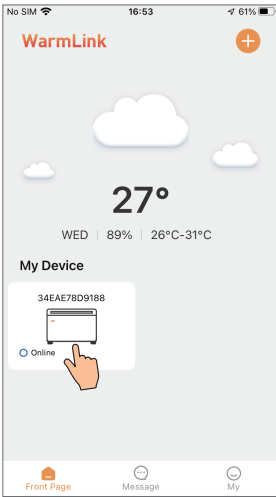 No SIM 16:53 61%
WarmLink
27°
WED | 89% | 26°C-31°C
My Device
34EAE78D9188
Online
Front Page Message My